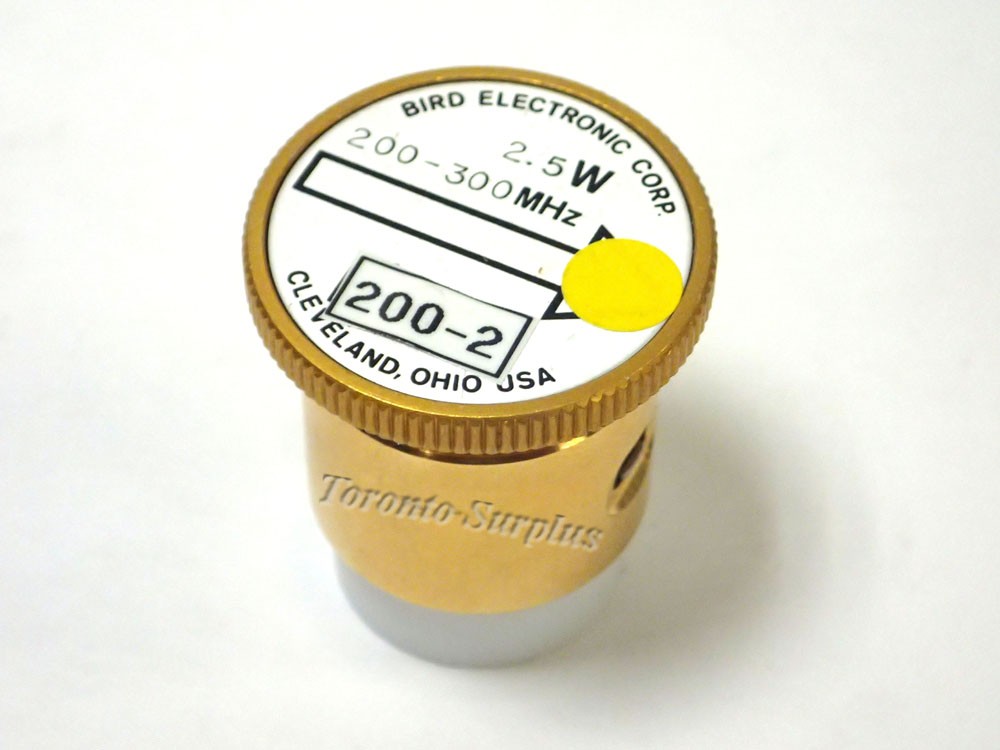 BIRD ELECTRONIC CORP.
2.5W
200-300MHz
200-2
CLEVELAND, OHIO USA
Toronto-Surplus